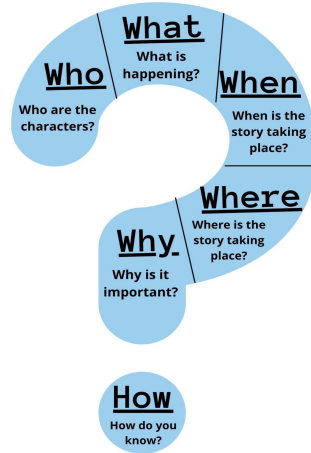 Who
Who are the
characters?
What
What is
happening?
When
When is the
story taking
place?
Where
Where is the
story taking
place?
Why
Why is it
important?
How
How do you
know?